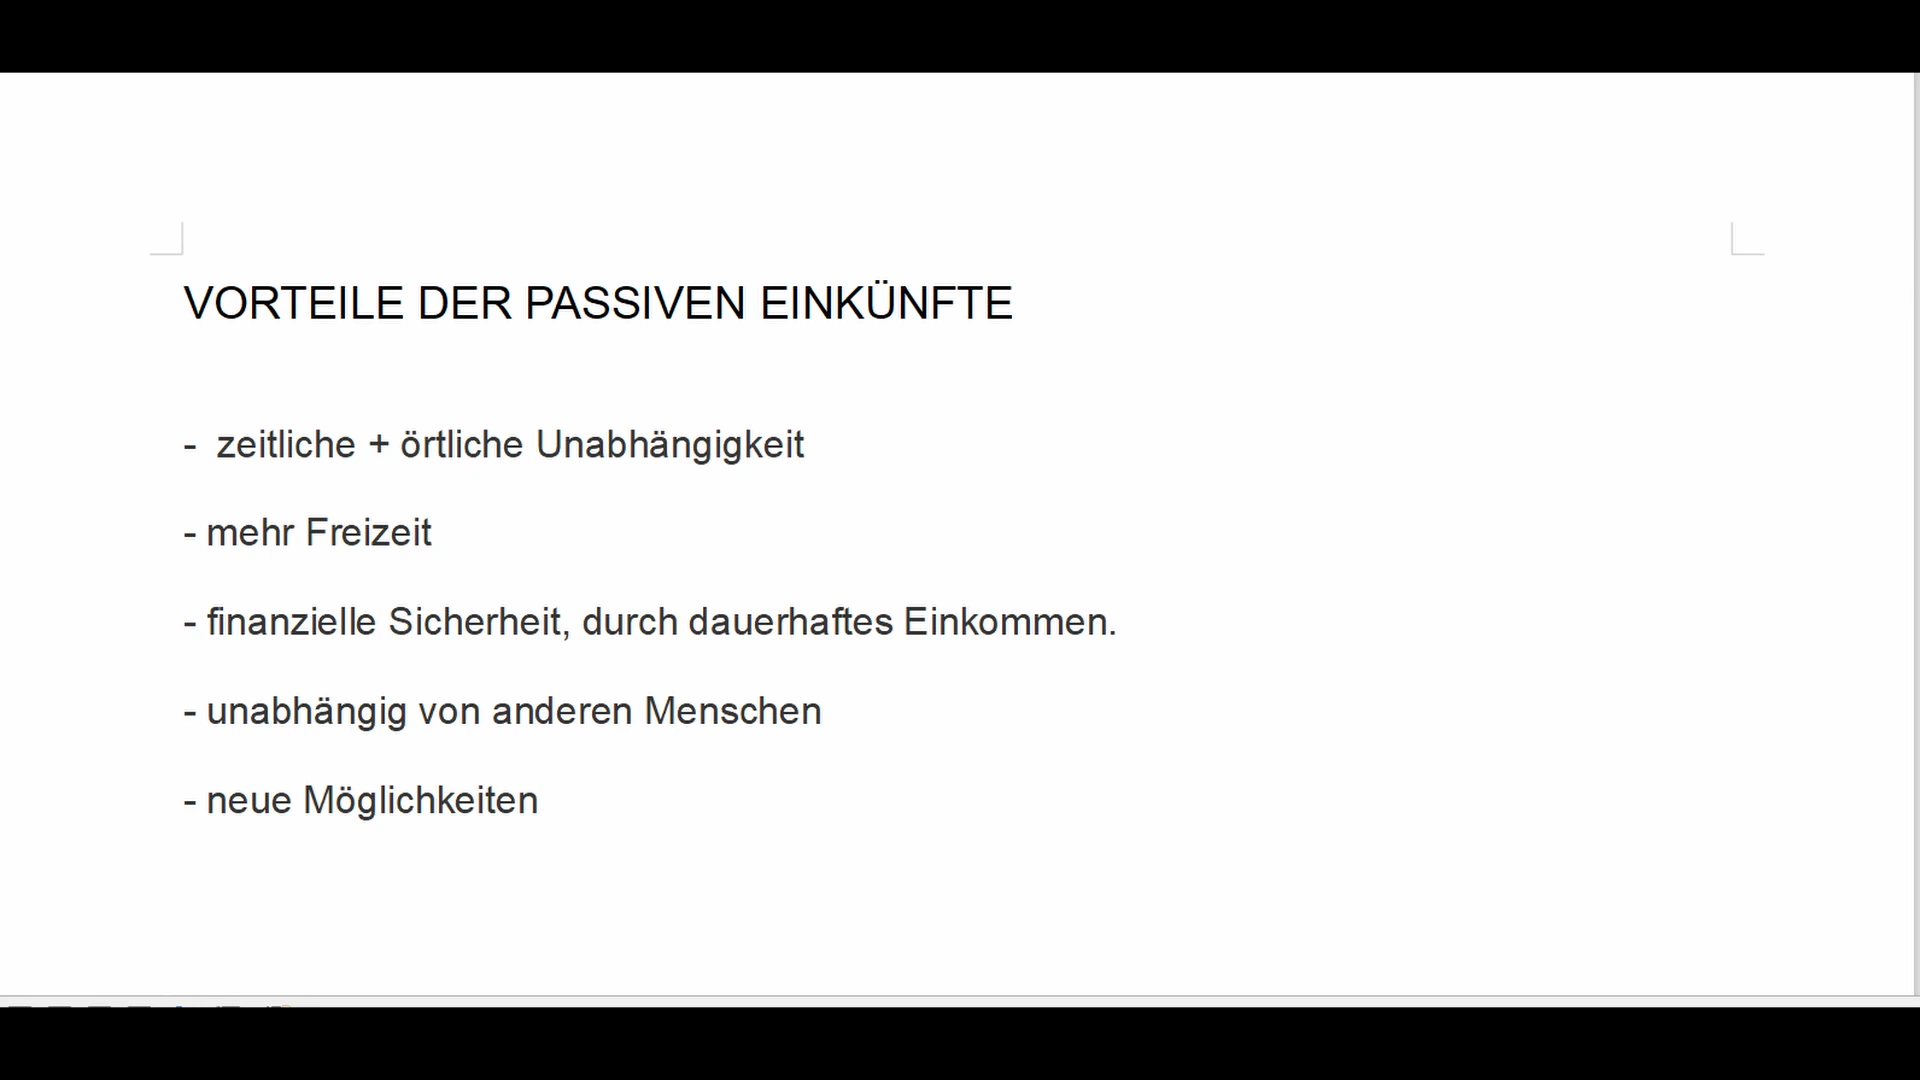 VORTEILE DER PASSIVEN EINKÜNFTE
-  zeitliche + örtliche Unabhängigkeit
- mehr Freizeit
- finanzielle Sicherheit, durch dauerhaftes Einkommen.
- unabhängig von anderen Menschen
- neue Möglichkeiten